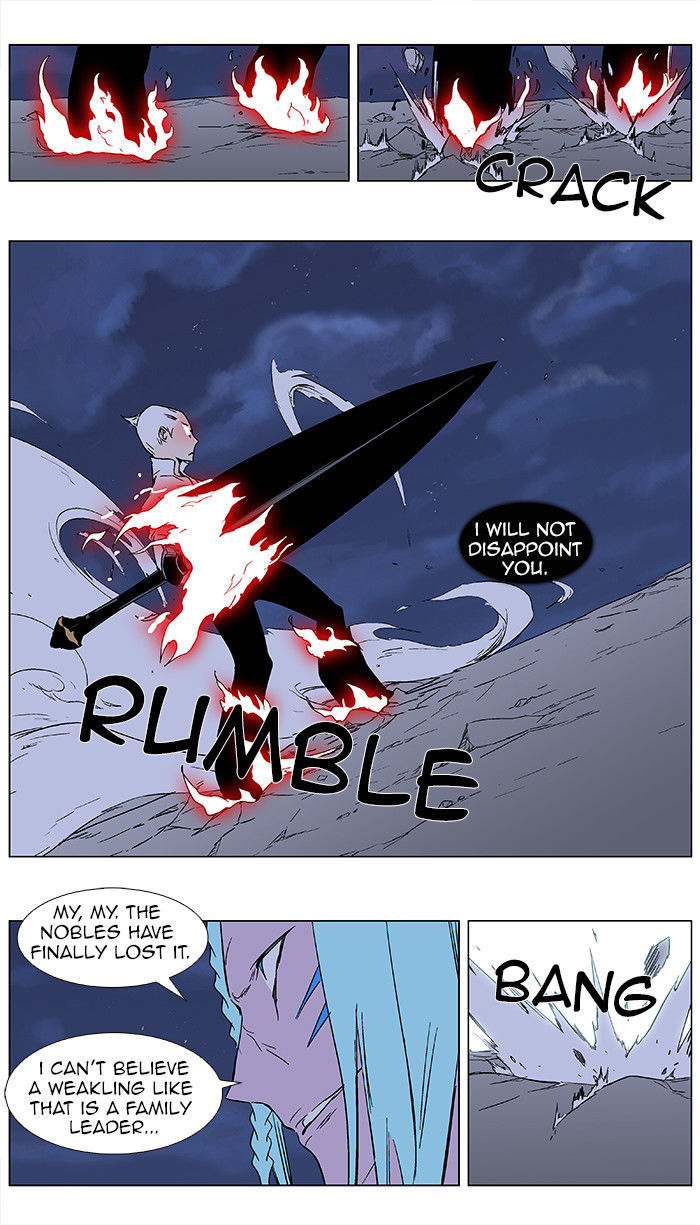 CRACK
I WILL NOT
DISAPPOINT
YOU.
RUMBLE
MY, MY. THE
NOBLES HAVE
FINALLY LOST IT.
I CAN'T BELIEVE
A WEAKLING LIKE
THAT IS A FAMILY
LEADER...
BANG